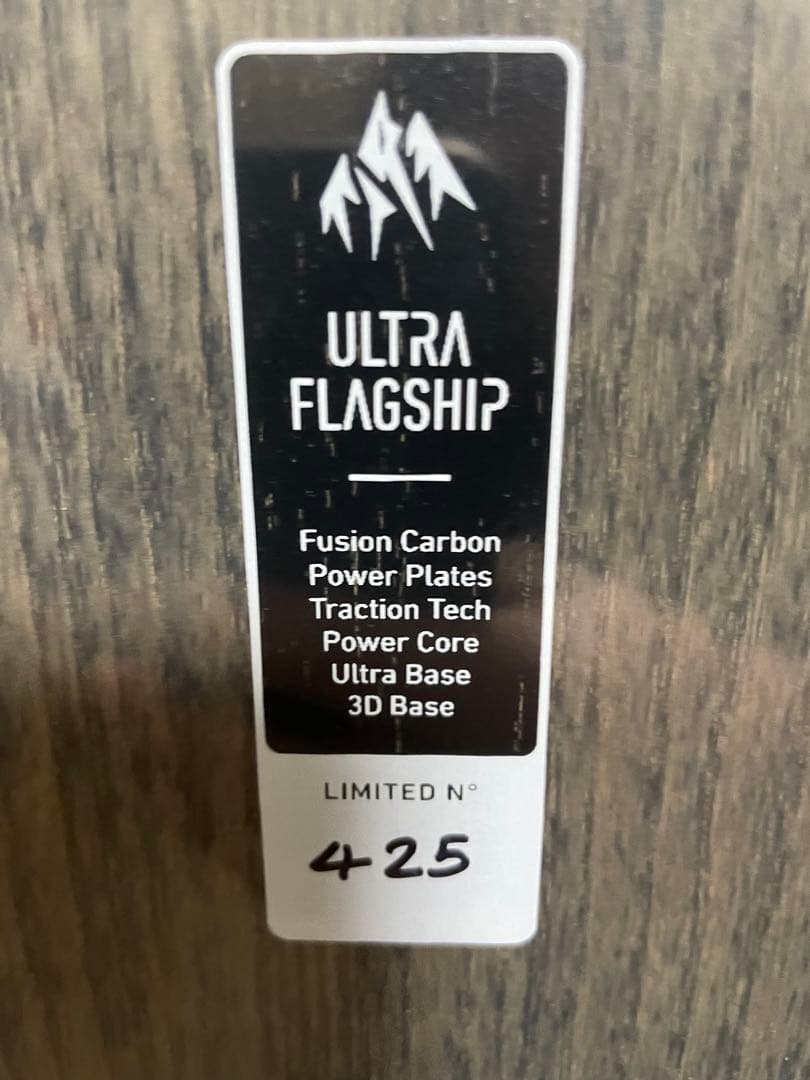 ULTRA
FLAGSHIP
Fusion Carbon
Power Plates
Traction Tech
Power Core
Ultra Base
3D Base
LIMITED N°
425